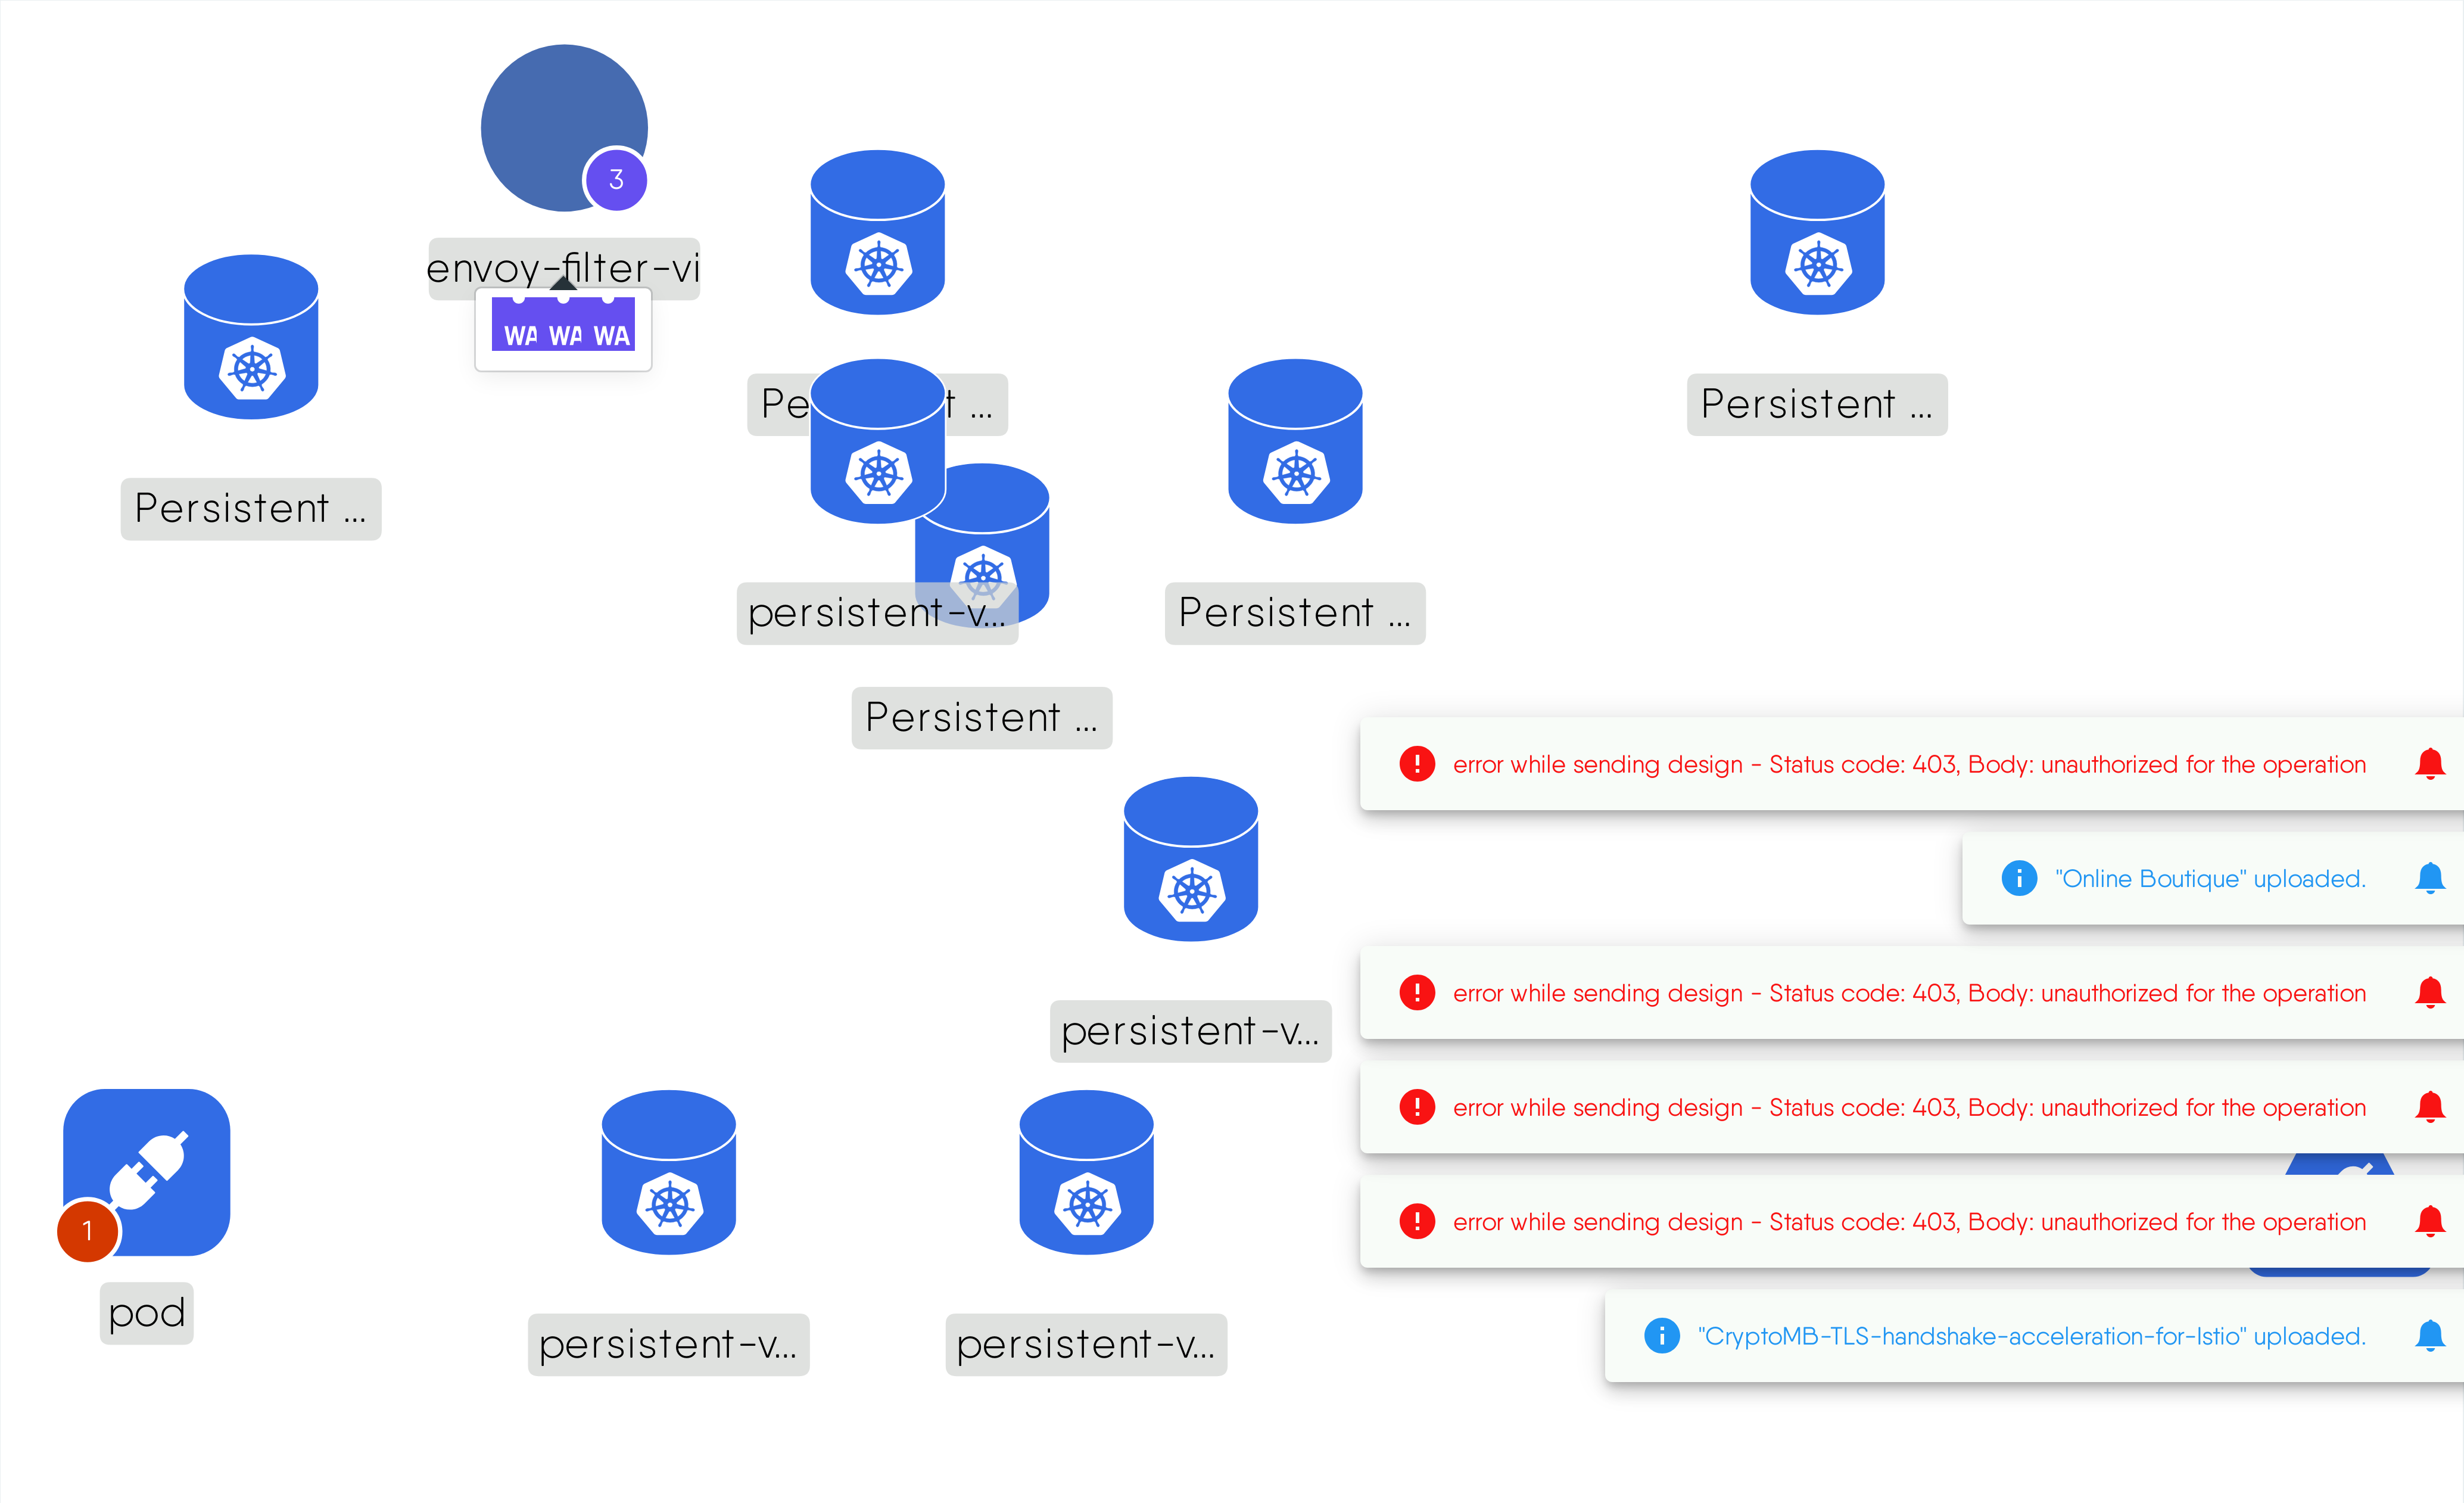 3
envoy-filter-vi
WA WA WA
Persistent ...
Persistent ...
Persistent ...
persistent-v...
Persistent ...
Persistent ...
error while sending design - Status code: 403, Body: unauthorized for the operation
"Online Boutique" uploaded.
error while sending design - Status code: 403, Body: unauthorized for the operation
persistent-v...
error while sending design - Status code: 403, Body: unauthorized for the operation
error while sending design - Status code: 403, Body: unauthorized for the operation
1
pod
persistent-v...
persistent-v...
"CryptoMB-TLS-handshake-acceleration-for-Istio" uploaded.